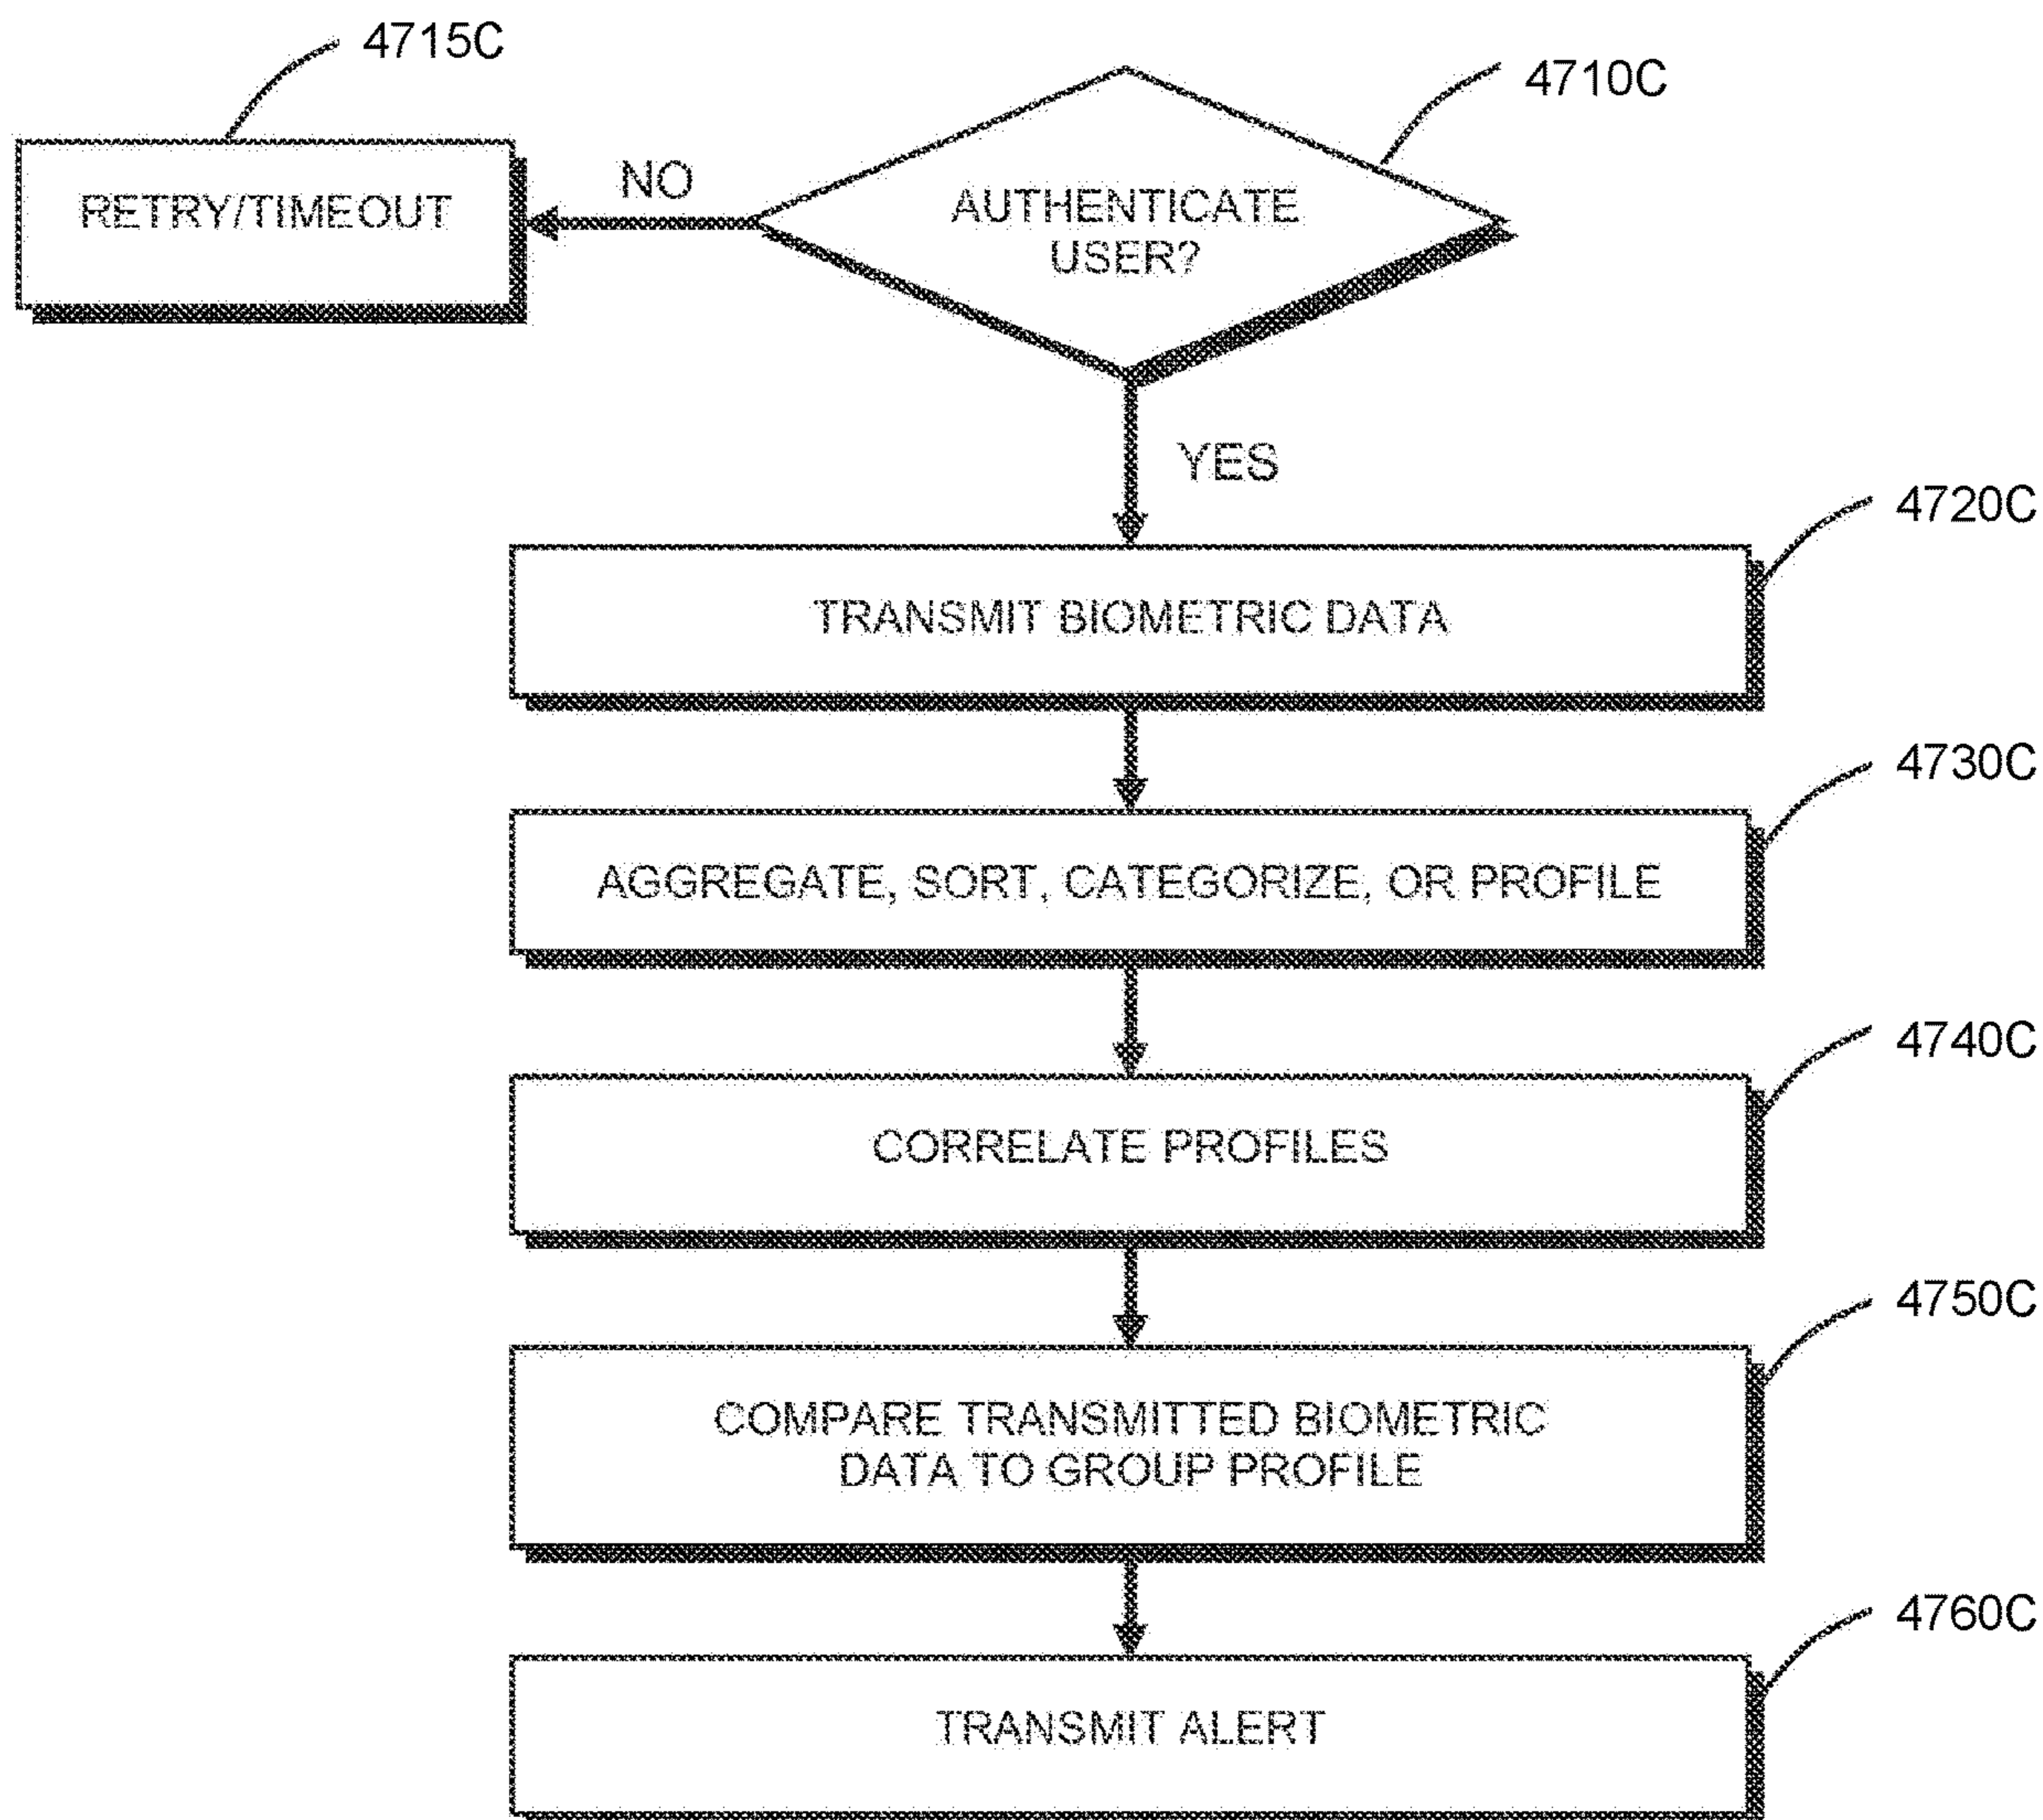 4715C
4710C
NO
RETRY/TIMEOUT
AUTHENTICATE
USER?
YES
4720C
TRANSMIT BIOMETRIC DATA
4730C
AGGREGATE, SORT, CATEGORIZE, OR PROFILE
4740C
CORRELATE PROFILES
4750C
COMPARE TRANSMITTED BIOMETRIC
DATA TO GROUP PROFILE
4760C
TRANSMIT ALERT